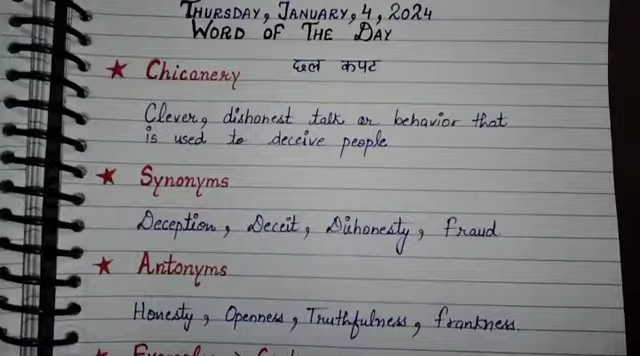 Thursday, January, 4, 2024
Word of The Day
★ Chicanery छल कपट
Clever, dishonest talk or behavior that
is used to deceive people
★ Synonyms
Deception, Deceit, Dishonesty, fraud
★ Antonyms
Honesty, Openness, Truthfulness, frankness.